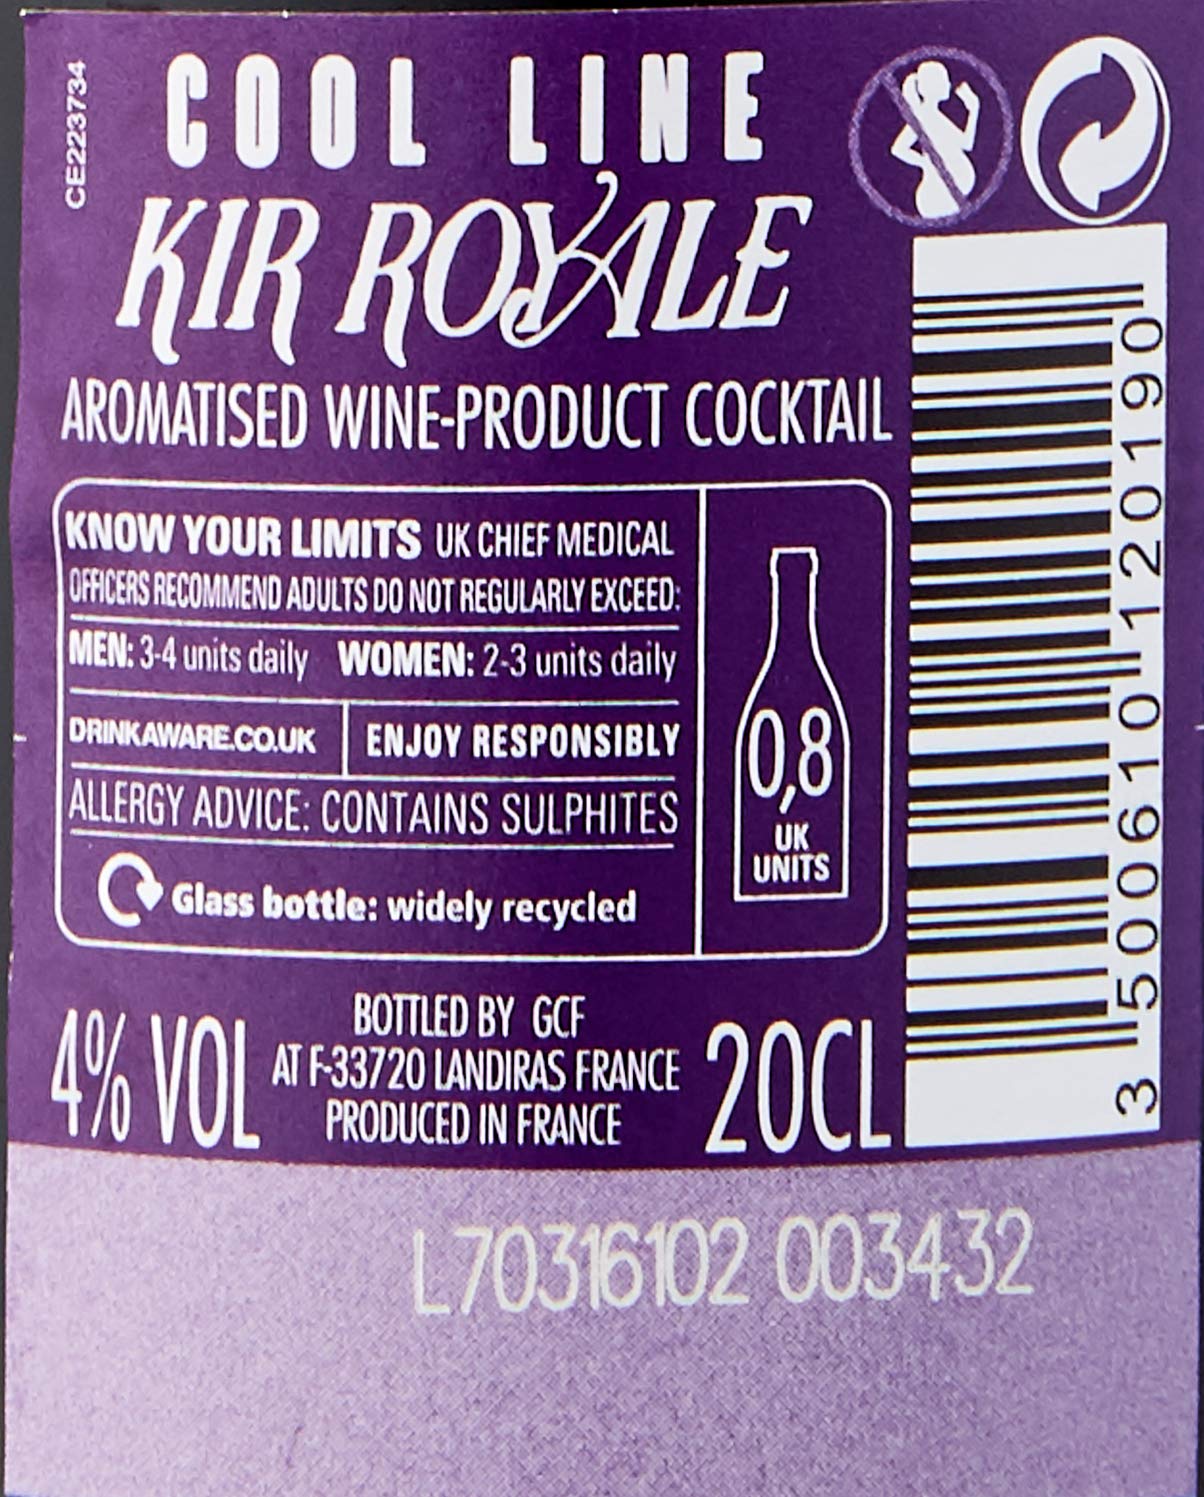 CE223734
COOL LINE
KIR ROYALE
AROMATISED WINE-PRODUCT COCKTAIL
KNOW YOUR LIMITS UK CHIEF MEDICAL
OFFICERS RECOMMEND ADULTS DO NOT REGULARLY EXCEED:
MEN: 3-4 units daily WOMEN: 2-3 units daily
DRINKAWARE.CO.UK ENJOY RESPONSIBLY
ALLERGY ADVICE: CONTAINS SULPHITES
Glass bottle: widely recycled
0,8
UK
UNITS
4% VOL
BOTTLED BY GCF
AT F-33720 LANDIRAS FRANCE
PRODUCED IN FRANCE
20CL
3 500610 120190
L70316102 003432